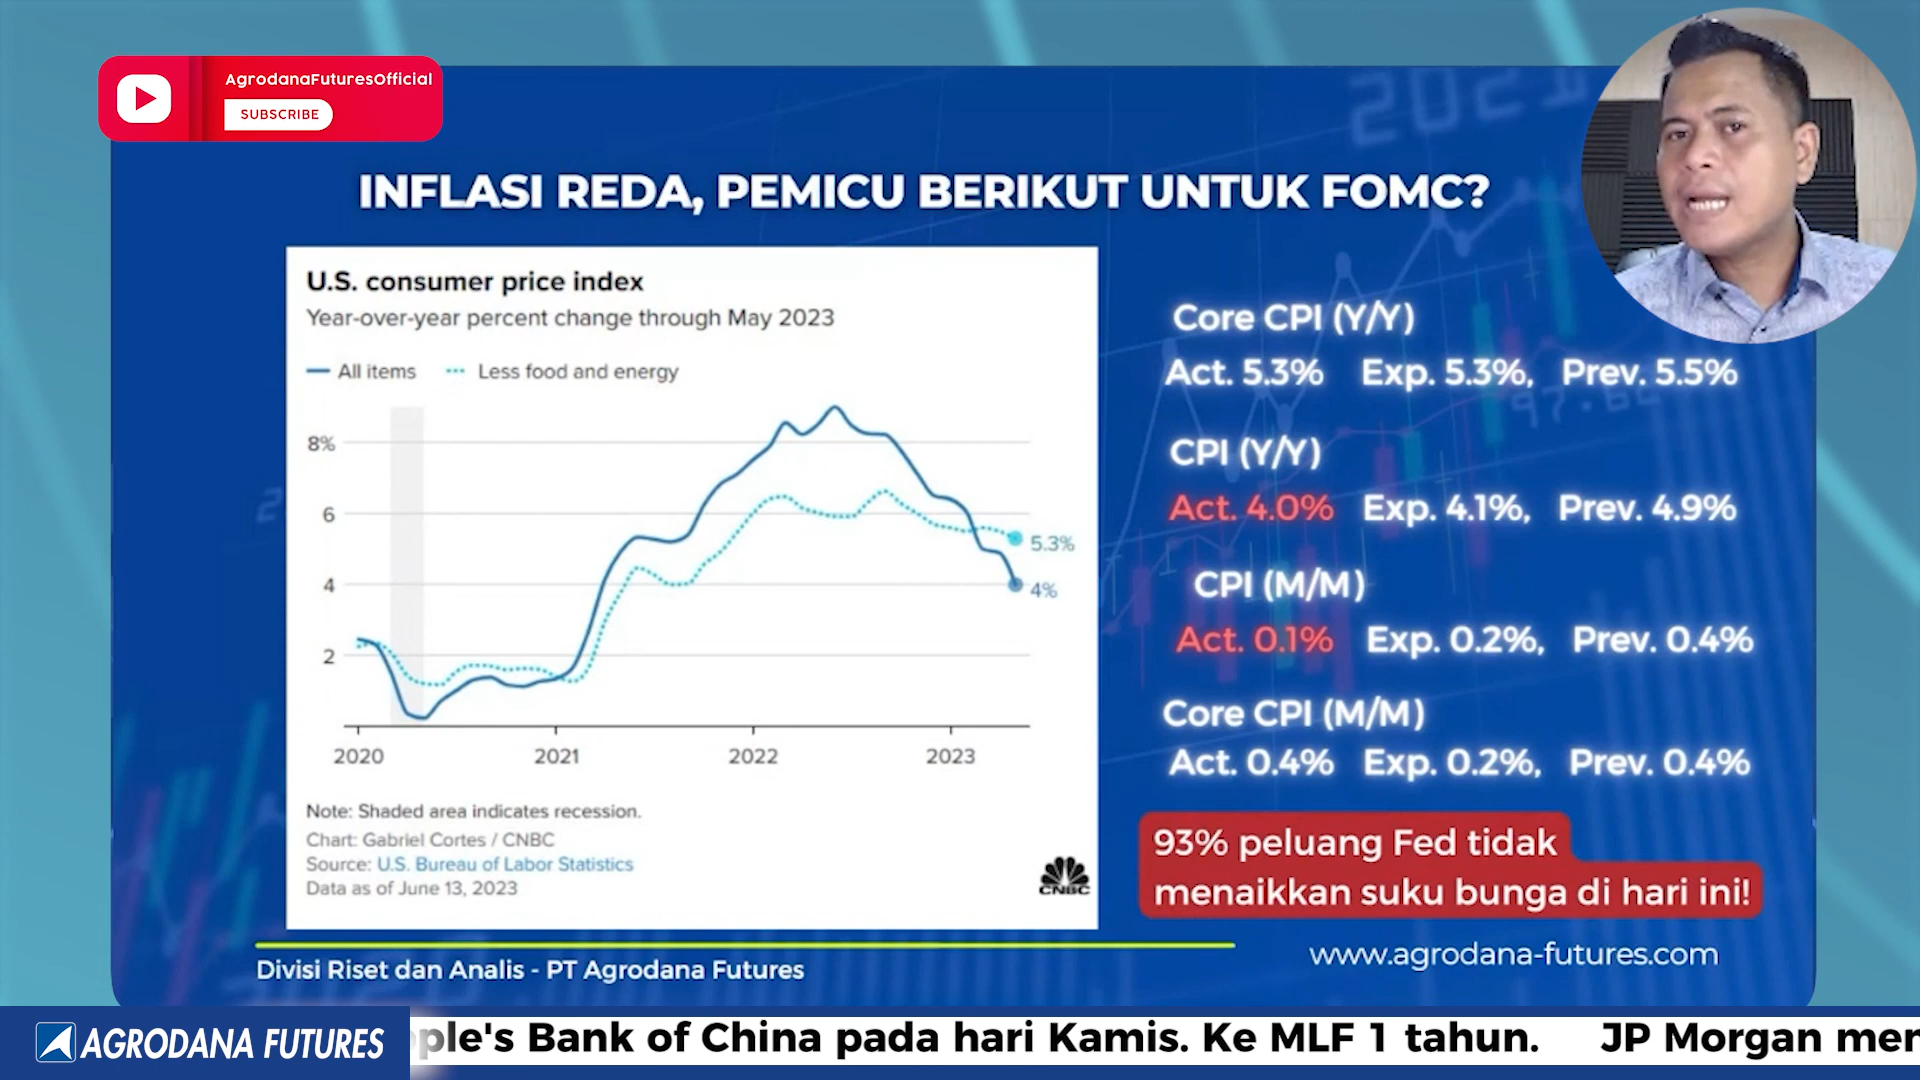 AgrodanaFuturesOfficial
SUBSCRIBE
INFLASI REDA, PEMICU BERIKUT UNTUK FOMC?
U.S. consumer price index
Year-over-year percent change through May 2023
All items Less food and energy
8%
6
4
2
5.3%
4%
2020 2021 2022 2023
Note: Shaded area indicates recession.
Chart: Gabriel Cortes / CNBC
Source: U.S. Bureau of Labor Statistics
Data as of June 13, 2023
CNBC
Core CPI (Y/Y)
Act. 5.3% Exp. 5.3%, Prev. 5.5%
CPI (Y/Y)
Act. 4.0% Exp. 4.1%, Prev. 4.9%
CPI (M/M)
Act. 0.1% Exp. 0.2%, Prev. 0.4%
Core CPI (M/M)
Act. 0.4% Exp. 0.2%, Prev. 0.4%
93% peluang Fed tidak
menaikkan suku bunga di hari ini!
www.agrodana-futures.com
Divisi Riset dan Analis - PT Agrodana Futures
AGRODANA FUTURES
ple's Bank of China pada hari Kamis. Ke MLF 1 tahun. JP Morgan men